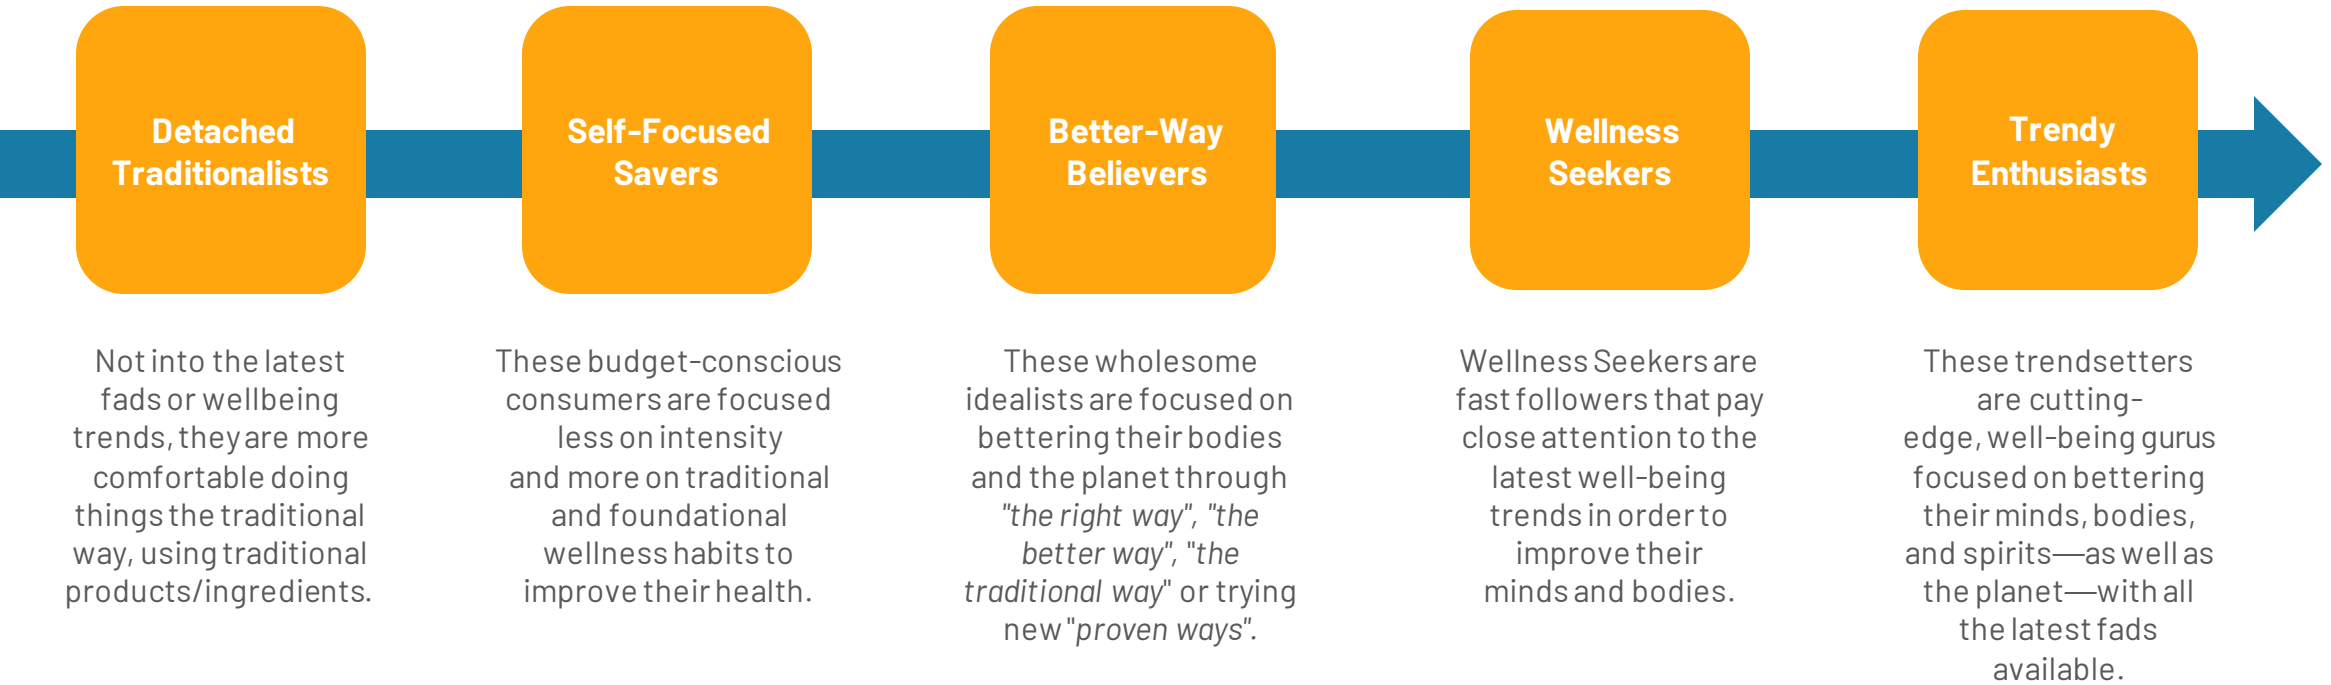 Detached
Traditionalists
Not into the latest
fads or wellbeing
trends, they are more
comfortable doing
things the traditional
way, using traditional
products/ingredients.
Self-Focused
Savers
These budget-conscious
consumers are focused
less on intensity
and more on traditional
and foundational
wellness habits to
improve their health.
Better-Way
Believers
These wholesome
idealists are focused on
bettering their bodies
and the planet through
"the right way", "the
better way", "the
traditional way" or trying
new "proven ways".
Wellness
Seekers
Wellness Seekers are
fast followers that pay
close attention to the
latest well-being
trends in order to
improve their
minds and bodies.
Trendy
Enthusiasts
These trendsetters
are cutting-
edge, well-being gurus
focused on bettering
their minds, bodies,
and spirits—as well as
the planet—with all
the latest fads
available.